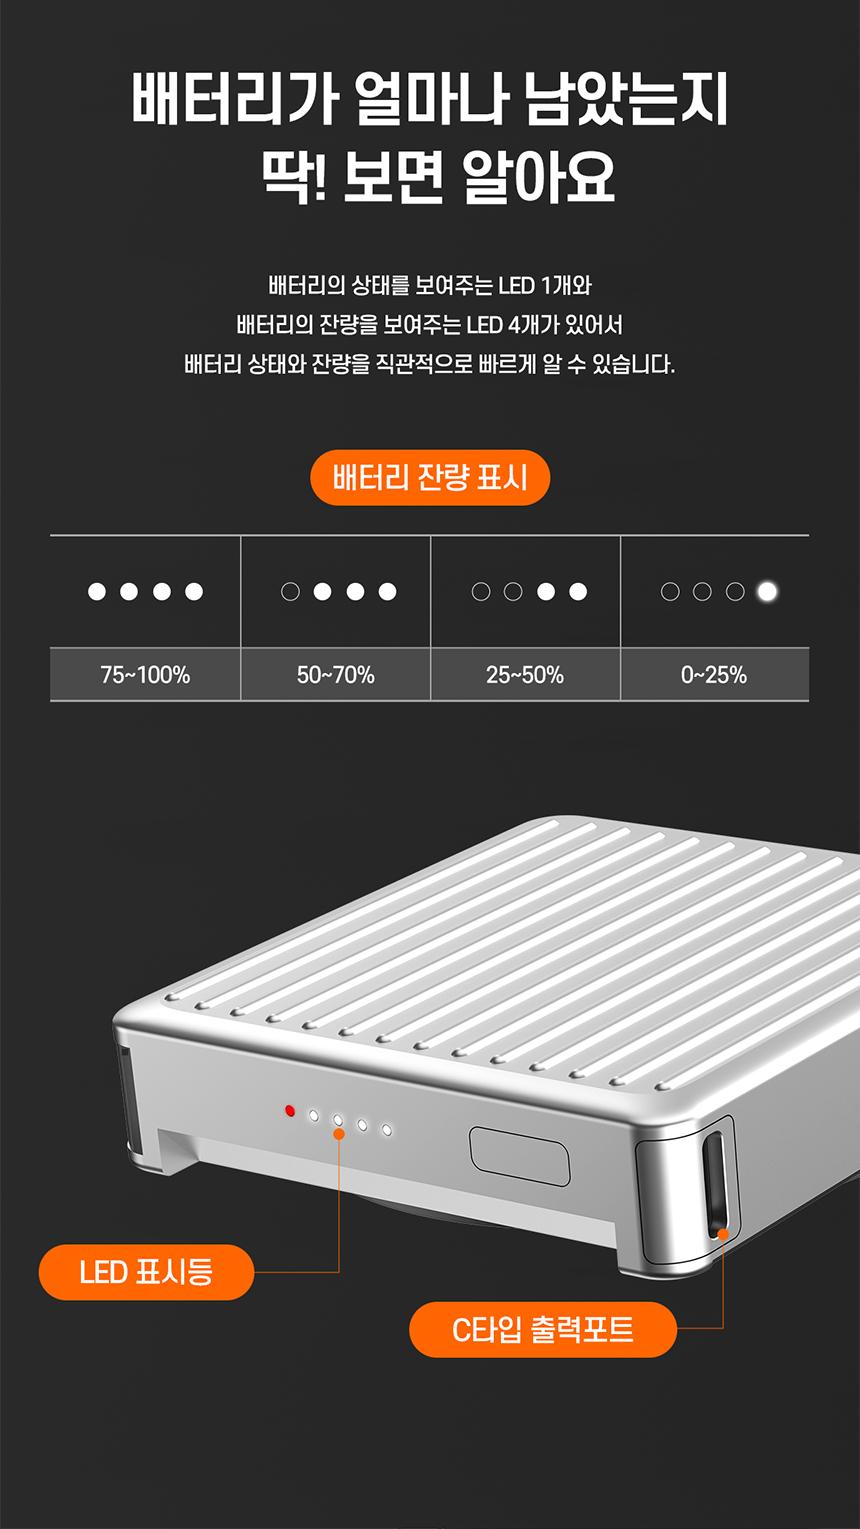 배터리가 얼마나 남았는지
딱! 보면 알아요
배터리의 상태를 보여주는 LED 1개와
배터리의 잔량을 보여주는 LED 4개가 있어서
배터리 상태와 잔량을 직관적으로 빠르게 알 수 있습니다.
배터리 잔량 표시
75~100%
50~70%
25~50%
0~25%
LED 표시등
C타입 출력포트